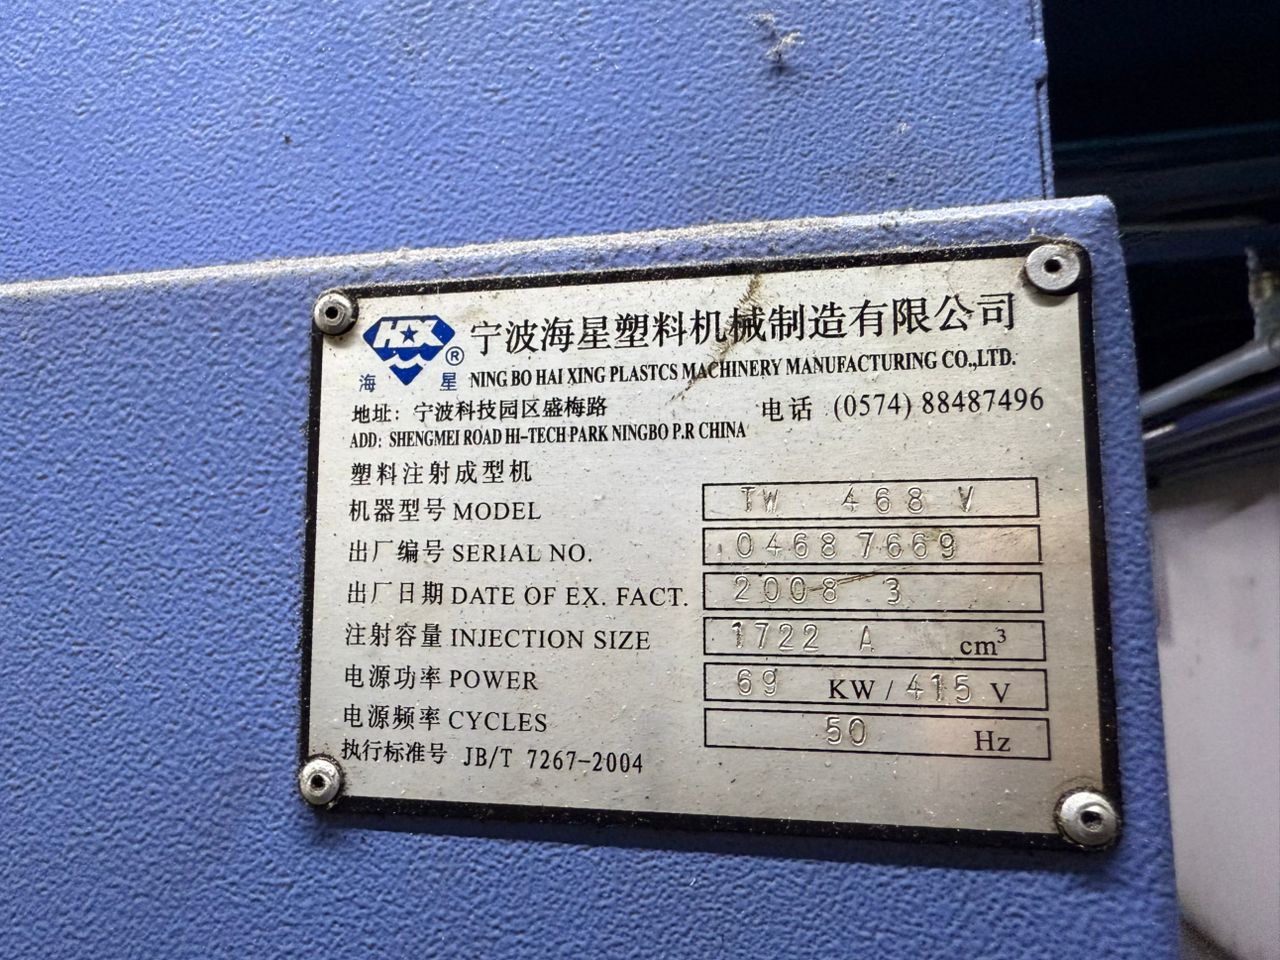 HX
®
海 星
宁波海星塑料机械制造有限公司
NING BO HAI XING PLASTCS MACHINERY MANUFACTURING CO.,LTD.
地址: 宁波科技园区盛梅路 电话 (0574) 88487496
ADD: SHENGMEI ROAD HI-TECH PARK NINGBO P.R CHINA
塑料注射成型机
机器型号 MODEL TW 468 V
出厂编号 SERIAL NO. 04687669
出厂日期 DATE OF EX. FACT. 2008 3
注射容量 INJECTION SIZE 1722 A cm³
电源功率 POWER 69 KW / 415 V
电源频率 CYCLES 50 Hz
执行标准号 JB/T 7267-2004